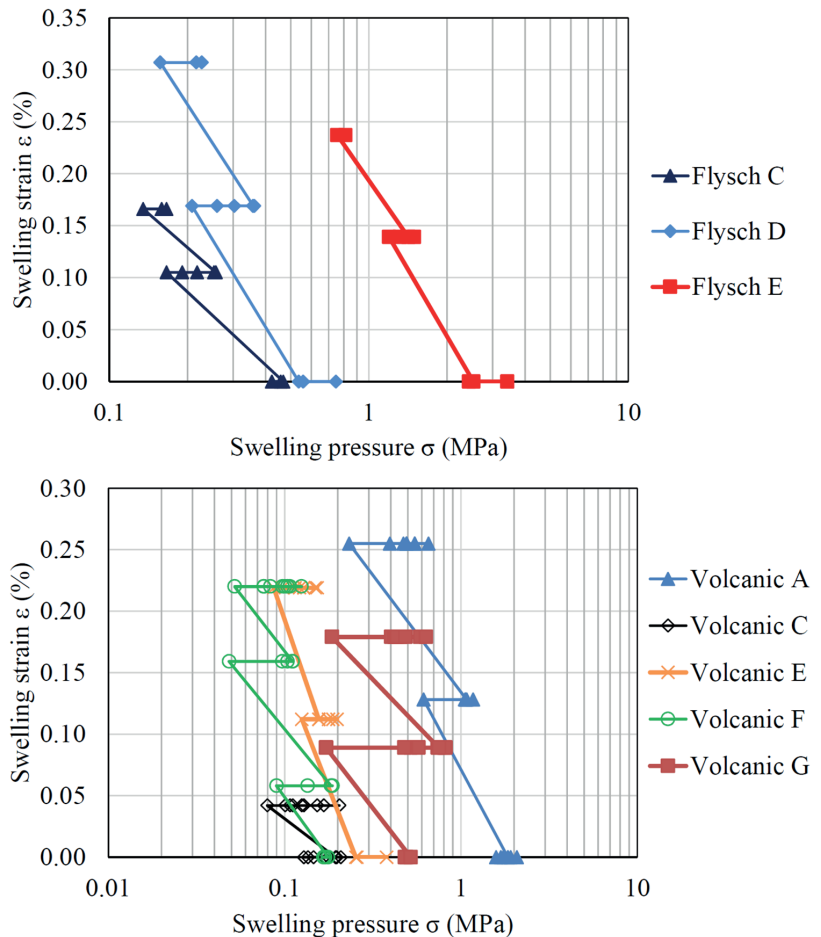 0.35
0.30
0.25
0.20
0.15
0.10
0.05
0.00
Swelling strain ε (%)
0.1 1 10
Swelling pressure σ (MPa)
Flysch C
Flysch D
Flysch E
0.30
0.25
0.20
0.15
0.10
0.05
0.00
Swelling strain ε (%)
0.01 0.1 1 10
Swelling pressure σ (MPa)
Volcanic A
Volcanic C
Volcanic E
Volcanic F
Volcanic G